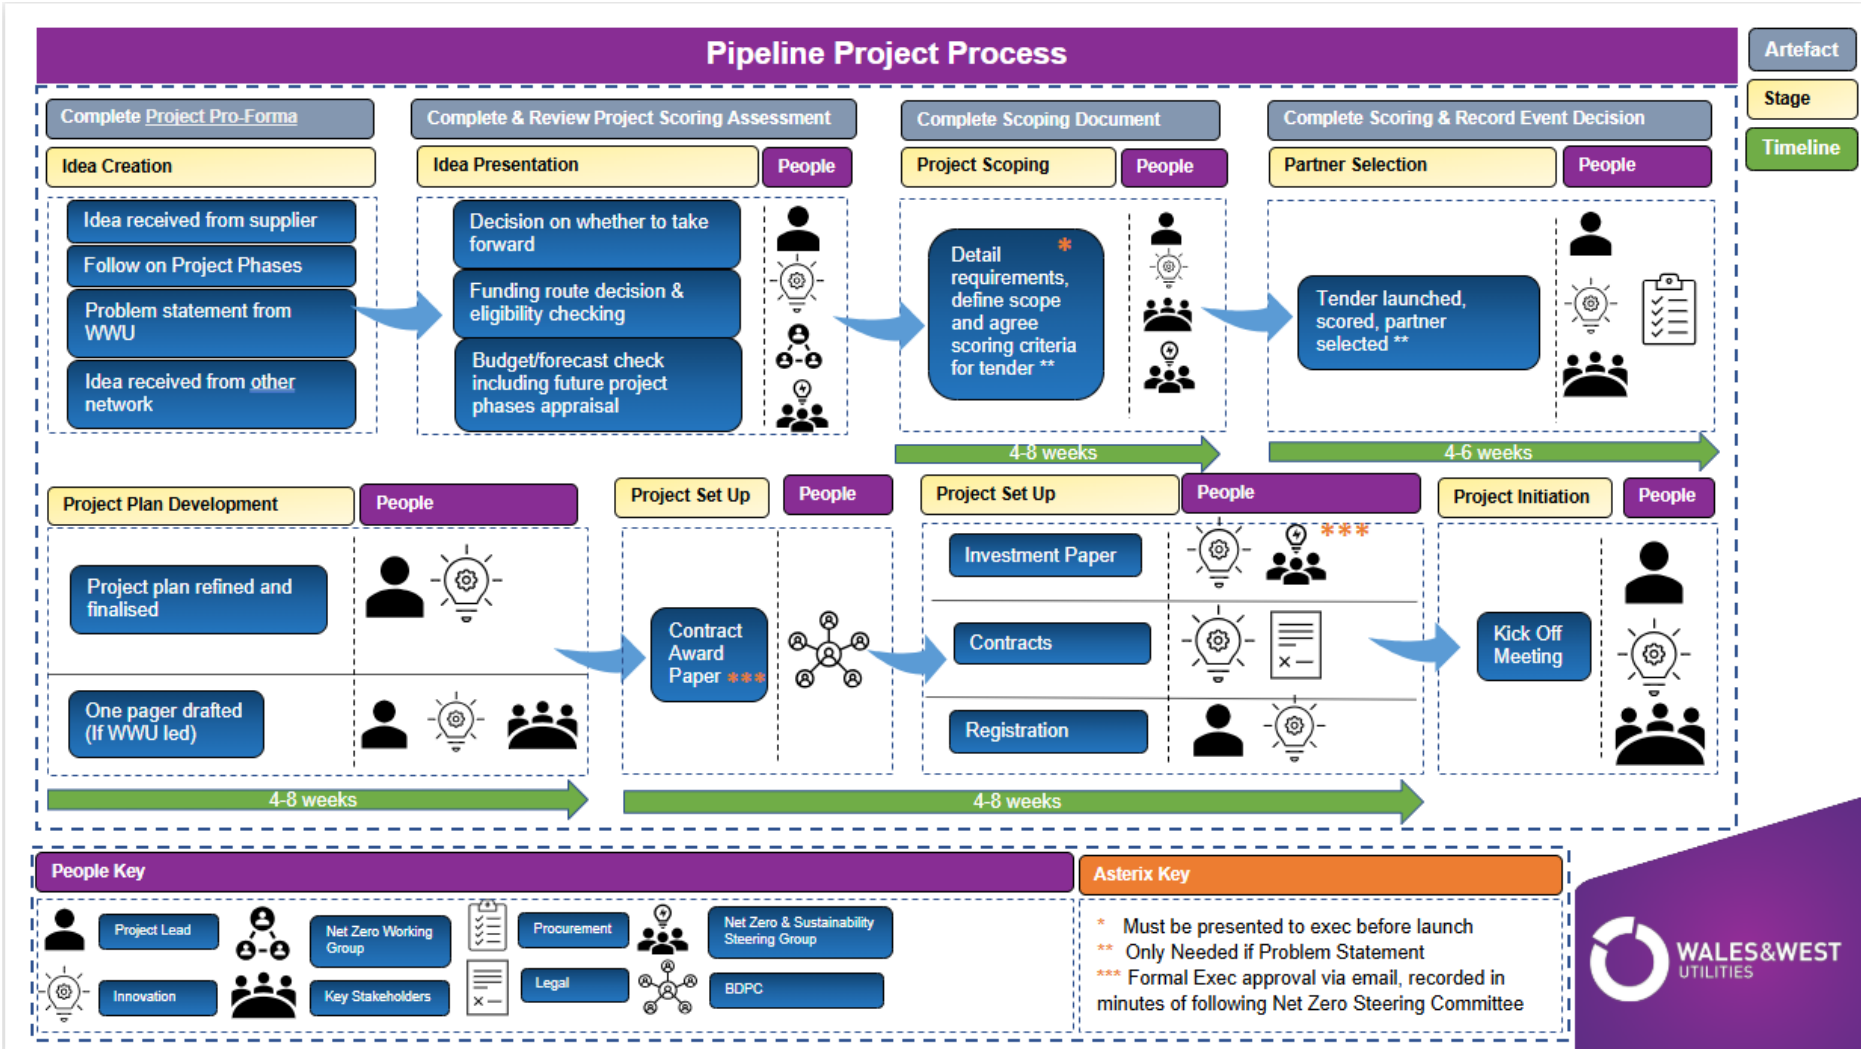 Pipeline Project Process
Artefact
Stage
Timeline
Complete Project Pro-Forma
Idea Creation
Idea received from supplier
Follow on Project Phases
Problem statement from
WWU
Idea received from other
network
Complete & Review Project Scoring Assessment
Idea Presentation
People
Decision on whether to take
forward
Funding route decision &
eligibility checking
Budget/forecast check
including future project
phases appraisal
Complete Scoping Document
Project Scoping
People
Detail *
requirements,
define scope
and agree
scoring criteria
for tender **
4-8 weeks
Complete Scoring & Record Event Decision
Partner Selection
People
Tender launched,
scored, partner
selected **
4-6 weeks
Project Plan Development
People
Project plan refined and
finalised
One pager drafted
(If WWU led)
4-8 weeks
Project Set Up
People
Contract
Award
Paper ***
Project Set Up
People
Investment Paper
***
Contracts
Registration
4-8 weeks
Project Initiation
People
Kick Off
Meeting
People Key
Project Lead
Net Zero Working
Group
Procurement
Net Zero & Sustainability
Steering Group
Innovation
Key Stakeholders
Legal
BDPC
Asterix Key
* Must be presented to exec before launch
** Only Needed if Problem Statement
*** Formal Exec approval via email, recorded in
minutes of following Net Zero Steering Committee
WALES&WEST
UTILITIES